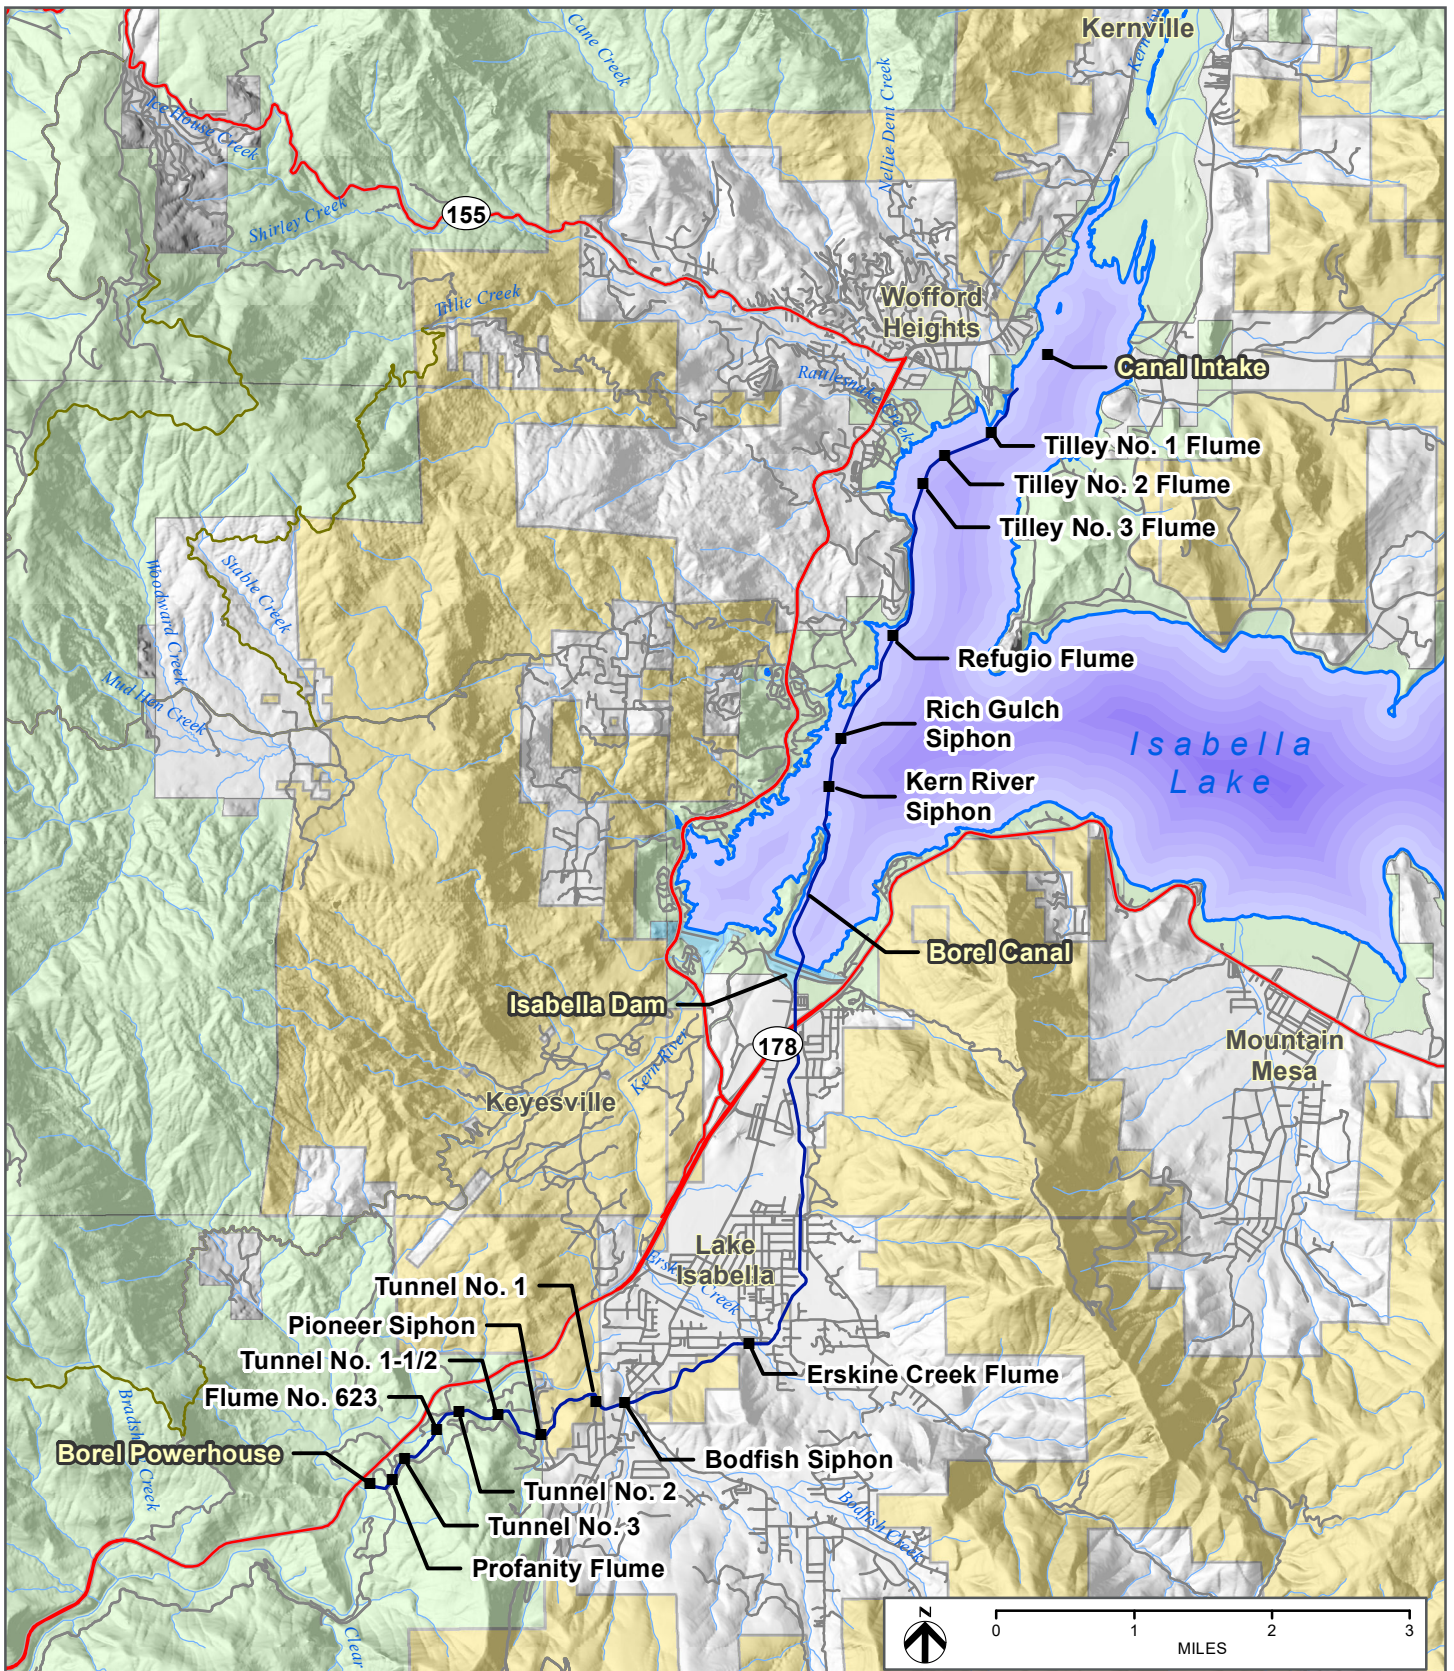 Kernville
Kern
Cane Creek
Nellie Dent Creek
Ice House Creek
Shirley Creek
155
Tillie Creek
Wofford
Heights
Rattlesnake Creek
Canal Intake
Tilley No. 1 Flume
Tilley No. 2 Flume
Tilley No. 3 Flume
Stable Creek
Woodward Creek
Mud Hen Creek
Refugio Flume
Rich Gulch
Siphon
Kern River
Siphon
Isabella
Lake
Borel Canal
Isabella Dam
178
Kern River
Keyesville
Mountain
Mesa
Lake
Isabella
Creek
Tunnel No. 1
Pioneer Siphon
Tunnel No. 1-1/2
Flume No. 623
Borel Powerhouse
Erskine Creek Flume
Bodfish Siphon
Tunnel No. 2
Tunnel No. 3
Profanity Flume
Creek
Bodfish Creek
Clear
N
0 1 2 3
MILES